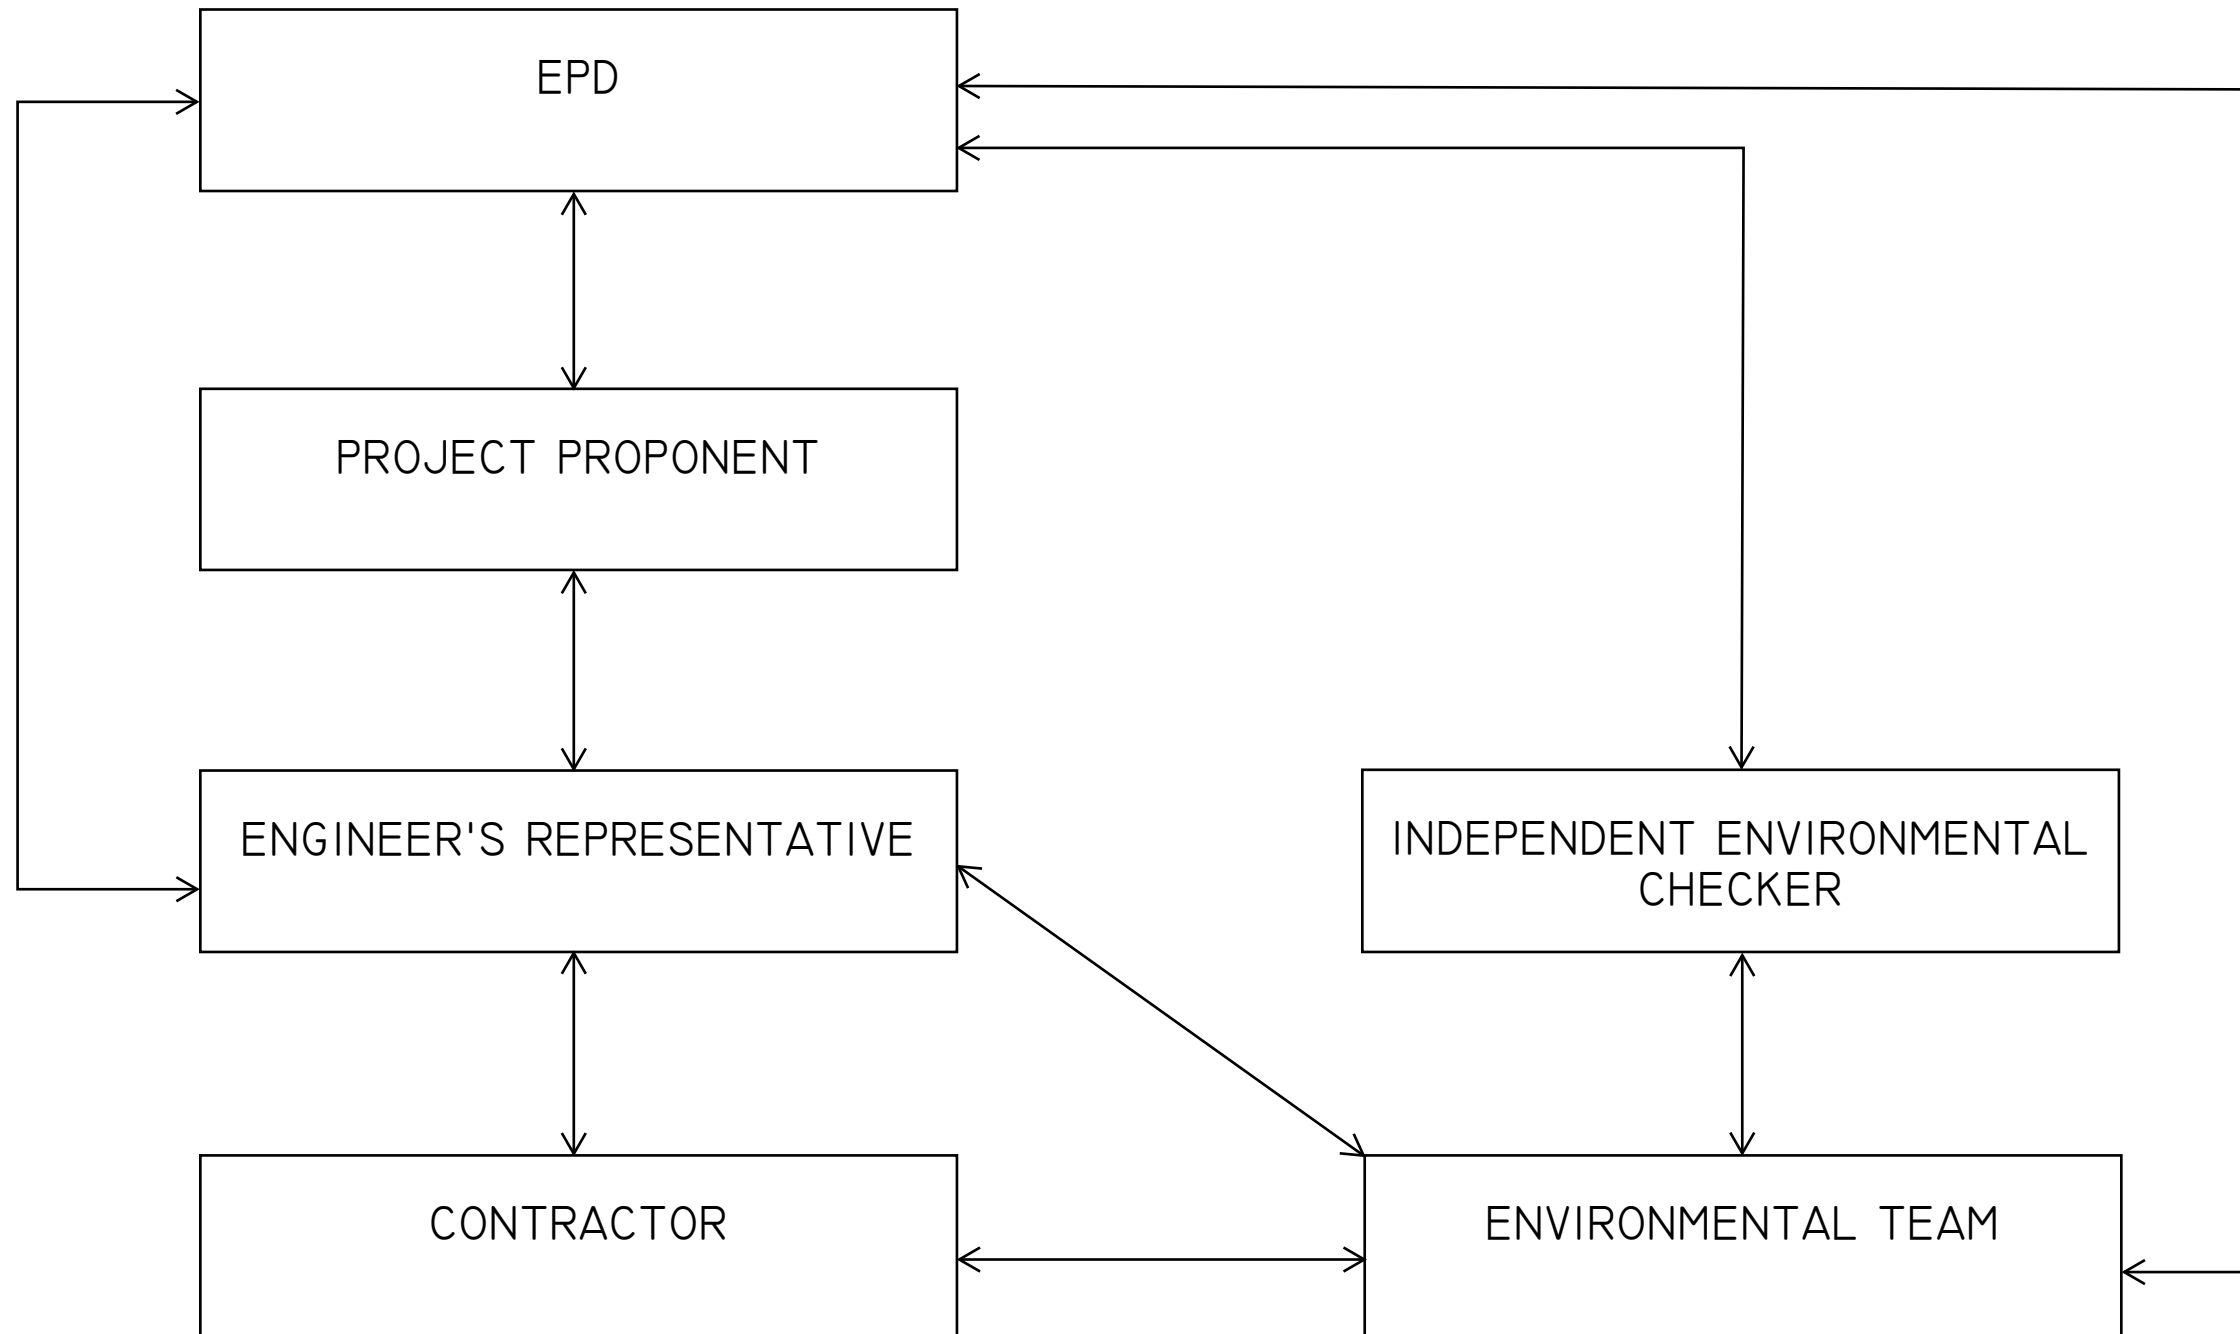 EPD
PROJECT PROPONENT
ENGINEER'S REPRESENTATIVE
INDEPENDENT ENVIRONMENTAL
CHECKER
CONTRACTOR
ENVIRONMENTAL TEAM